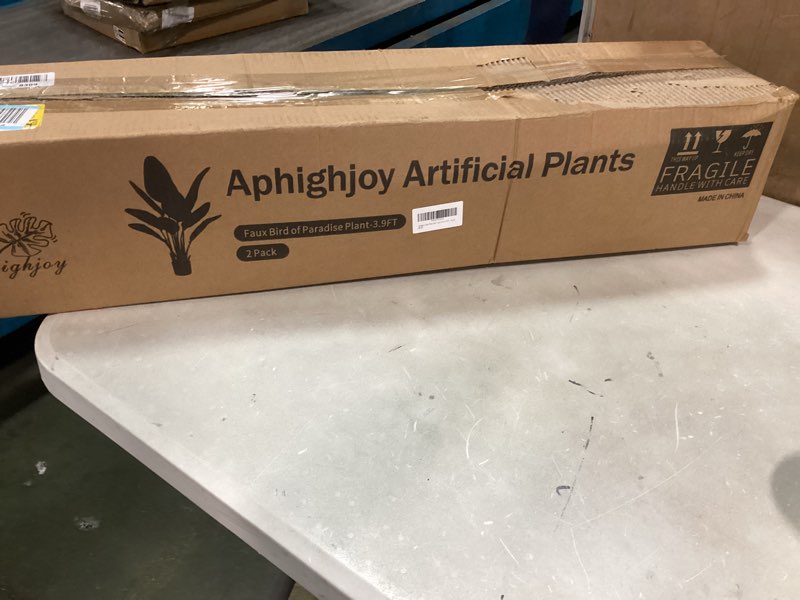 Aphighjoy Artificial Plants
Faux Bird of Paradise Plant-3.9FT
2 Pack
ighjoy
THIS WAY UP
KEEP DRY
FRAGILE
HANDLE WITH CARE
MADE IN CHINA